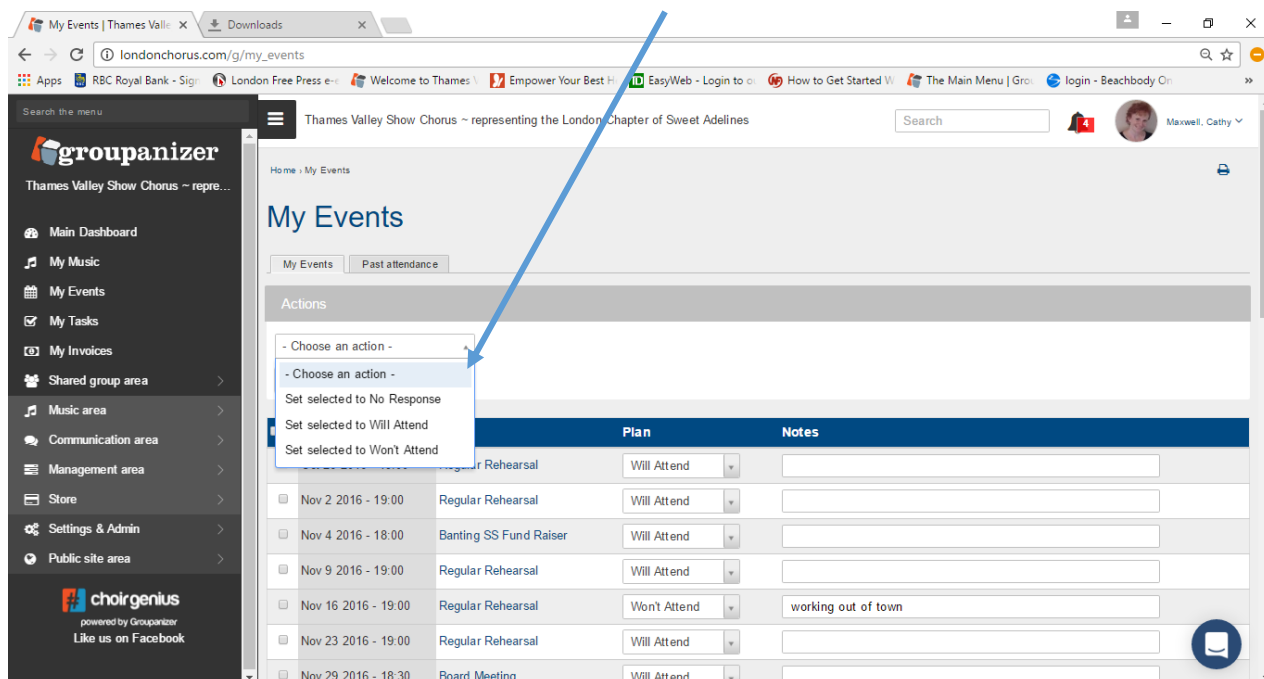 My Events | Thames Valle
Downloads
londonchorus.com/g/my_events
Apps
RBC Royal Bank - Sign
London Free Press e-e
Welcome to Thames V
Empower Your Best H
EasyWeb - Login to o
How to Get Started W
The Main Menu | Grou
login - Beachbody On
»
Search the menu
groupanizer
Thames Valley Show Chorus ~ repre...
Main Dashboard
My Music
My Events
My Tasks
My Invoices
Shared group area
Music area
Communication area
Management area
Store
Settings & Admin
Public site area
choirgenius
powered by Groupanizer
Like us on Facebook
Thames Valley Show Chorus ~ representing the London Chapter of Sweet Adelines
Search
4
Maxwell, Cathy
Home › My Events
My Events
My Events
Past attendance
Actions
- Choose an action -
- Choose an action -
Set selected to No Response
Set selected to Will Attend
Set selected to Won't Attend
Plan
Notes
Regular Rehearsal
Will Attend
Nov 2 2016 - 19:00
Regular Rehearsal
Will Attend
Nov 4 2016 - 18:00
Banting SS Fund Raiser
Will Attend
Nov 9 2016 - 19:00
Regular Rehearsal
Will Attend
Nov 16 2016 - 19:00
Regular Rehearsal
Won't Attend
working out of town
Nov 23 2016 - 19:00
Regular Rehearsal
Will Attend
Nov 29 2016 - 18:30
Board Meeting
Will Attend